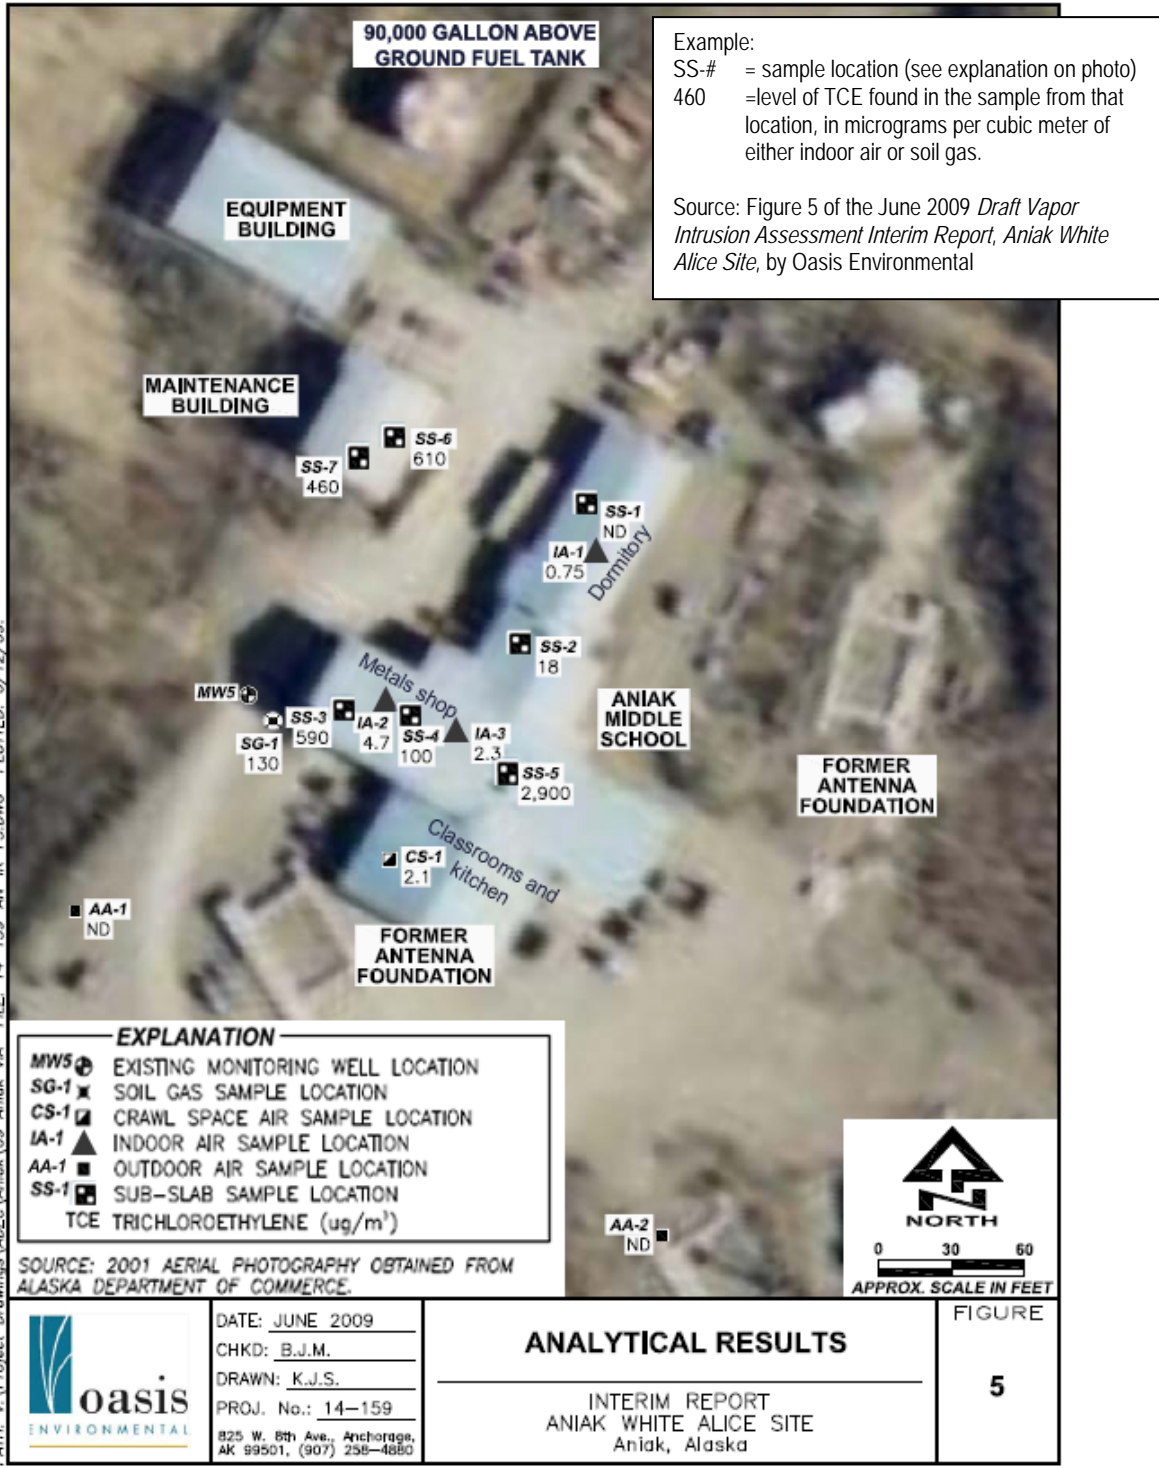 90,000 GALLON ABOVE
GROUND FUEL TANK
Example:
SS-# = sample location (see explanation on photo)
460 =level of TCE found in the sample from that
location, in micrograms per cubic meter of
either indoor air or soil gas.
Source: Figure 5 of the June 2009 Draft Vapor
Intrusion Assessment Interim Report, Aniak White
Alice Site, by Oasis Environmental
EQUIPMENT
BUILDING
MAINTENANCE
BUILDING
SS-6
610
SS-7
460
SS-1
ND
IA-1
0.75
Dormitory
SS-2
18
Metals shop
MW5
SG-1
130
SS-3
590
IA-2
4.7
SS-4
100
IA-3
2.3
SS-5
2,900
ANIAK
MIDDLE
SCHOOL
FORMER
ANTENNA
FOUNDATION
CS-1
2.1
Classrooms and
kitchen
AA-1
ND
FORMER
ANTENNA
FOUNDATION
EXPLANATION
MW5 EXISTING MONITORING WELL LOCATION
SG-1 SOIL GAS SAMPLE LOCATION
CS-1 CRAWL SPACE AIR SAMPLE LOCATION
IA-1 INDOOR AIR SAMPLE LOCATION
AA-1 OUTDOOR AIR SAMPLE LOCATION
SS-1 SUB-SLAB SAMPLE LOCATION
TCE TRICHLOROETHYLENE (ug/m³)
SOURCE: 2001 AERIAL PHOTOGRAPHY OBTAINED FROM
ALASKA DEPARTMENT OF COMMERCE.
AA-2
ND
NORTH
0 30 60
APPROX. SCALE IN FEET
oasis
ENVIRONMENTAL
DATE: JUNE 2009
CHKD: B.J.M.
DRAWN: K.J.S.
PROJ. No.: 14-159
825 W. 8th Ave., Anchorage,
AK 99501, (907) 258-4880
ANALYTICAL RESULTS
INTERIM REPORT
ANIAK WHITE ALICE SITE
Aniak, Alaska
FIGURE
5